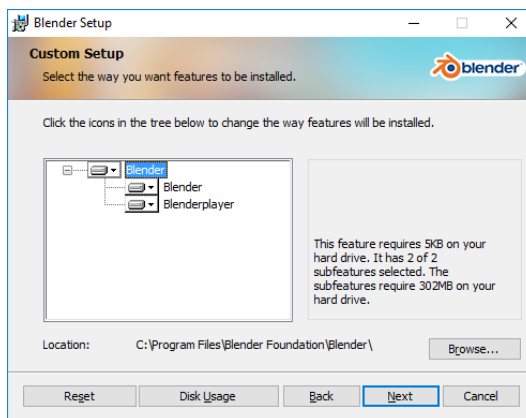 Blender Setup
Custom Setup
Select the way you want features to be installed.
blender
Click the icons in the tree below to change the way features will be installed.
Blender
Blender
Blenderplayer
This feature requires 5KB on your
hard drive. It has 2 of 2
subfeatures selected. The
subfeatures require 302MB on your
hard drive.
Location: C:\Program Files\Blender Foundation\Blender\
Browse...
Reset Disk Usage Back Next Cancel